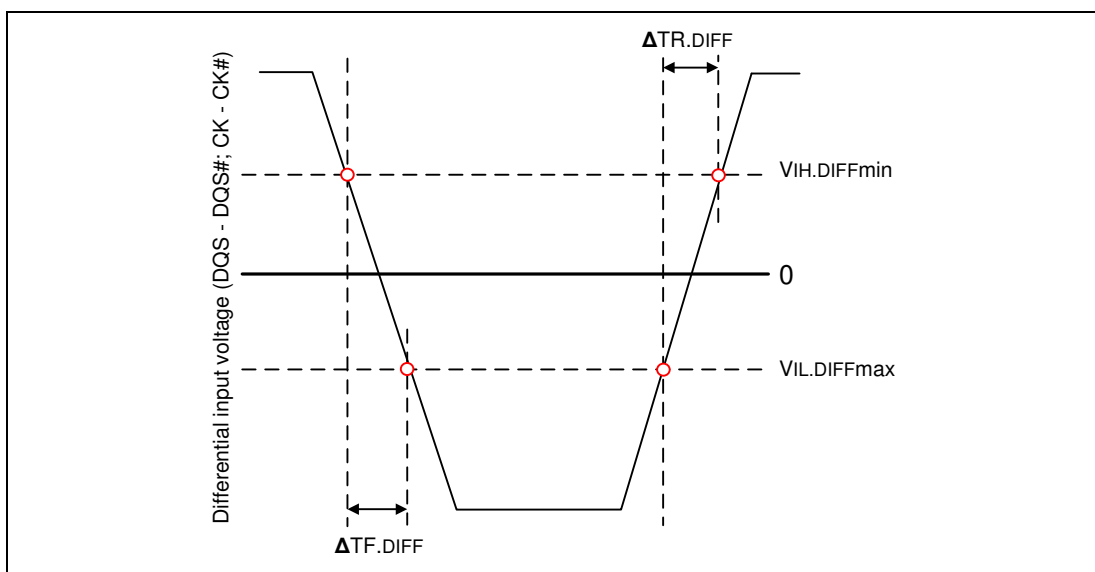 ΔTR.DIFF
Differential input voltage (DQS - DQS#; CK - CK#)
VIH.DIFFmin
0
VIL.DIFFmax
ΔTF.DIFF